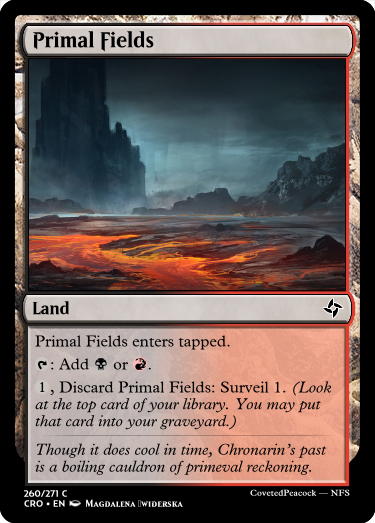 Primal Fields
Land
Primal Fields enters tapped.
: Add or .
1 , Discard Primal Fields: Surveil 1. (Look
at the top card of your library. You may put
that card into your graveyard.)
Though it does cool in time, Chronarin's past
is a boiling cauldron of primeval reckoning.
260/271 C
CRO • EN Magdalena ▯widerska
CovetedPeacock — NFS